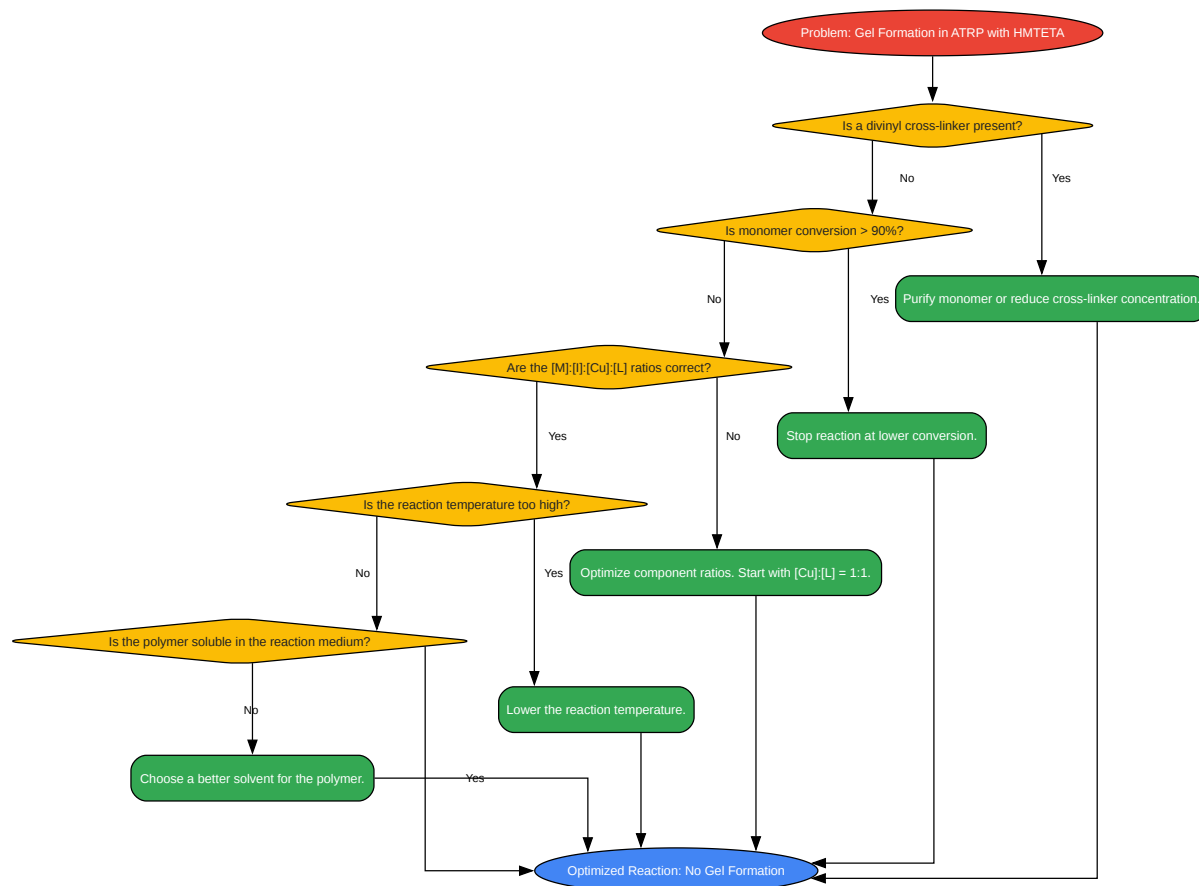 Problem: Gel Formation in ATRP with HMTETA
Is a divinyl cross-linker present?
No
Yes
Is monomer conversion > 90%?
No
Yes
Purify monomer or reduce cross-linker concentration.
Are the [M]:[I]:[Cu]:[L] ratios correct?
Yes
No
Stop reaction at lower conversion.
Is the reaction temperature too high?
No
Yes
Optimize component ratios. Start with [Cu]:[L] = 1:1.
Is the polymer soluble in the reaction medium?
No
Lower the reaction temperature.
Choose a better solvent for the polymer.
Yes
Optimized Reaction: No Gel Formation